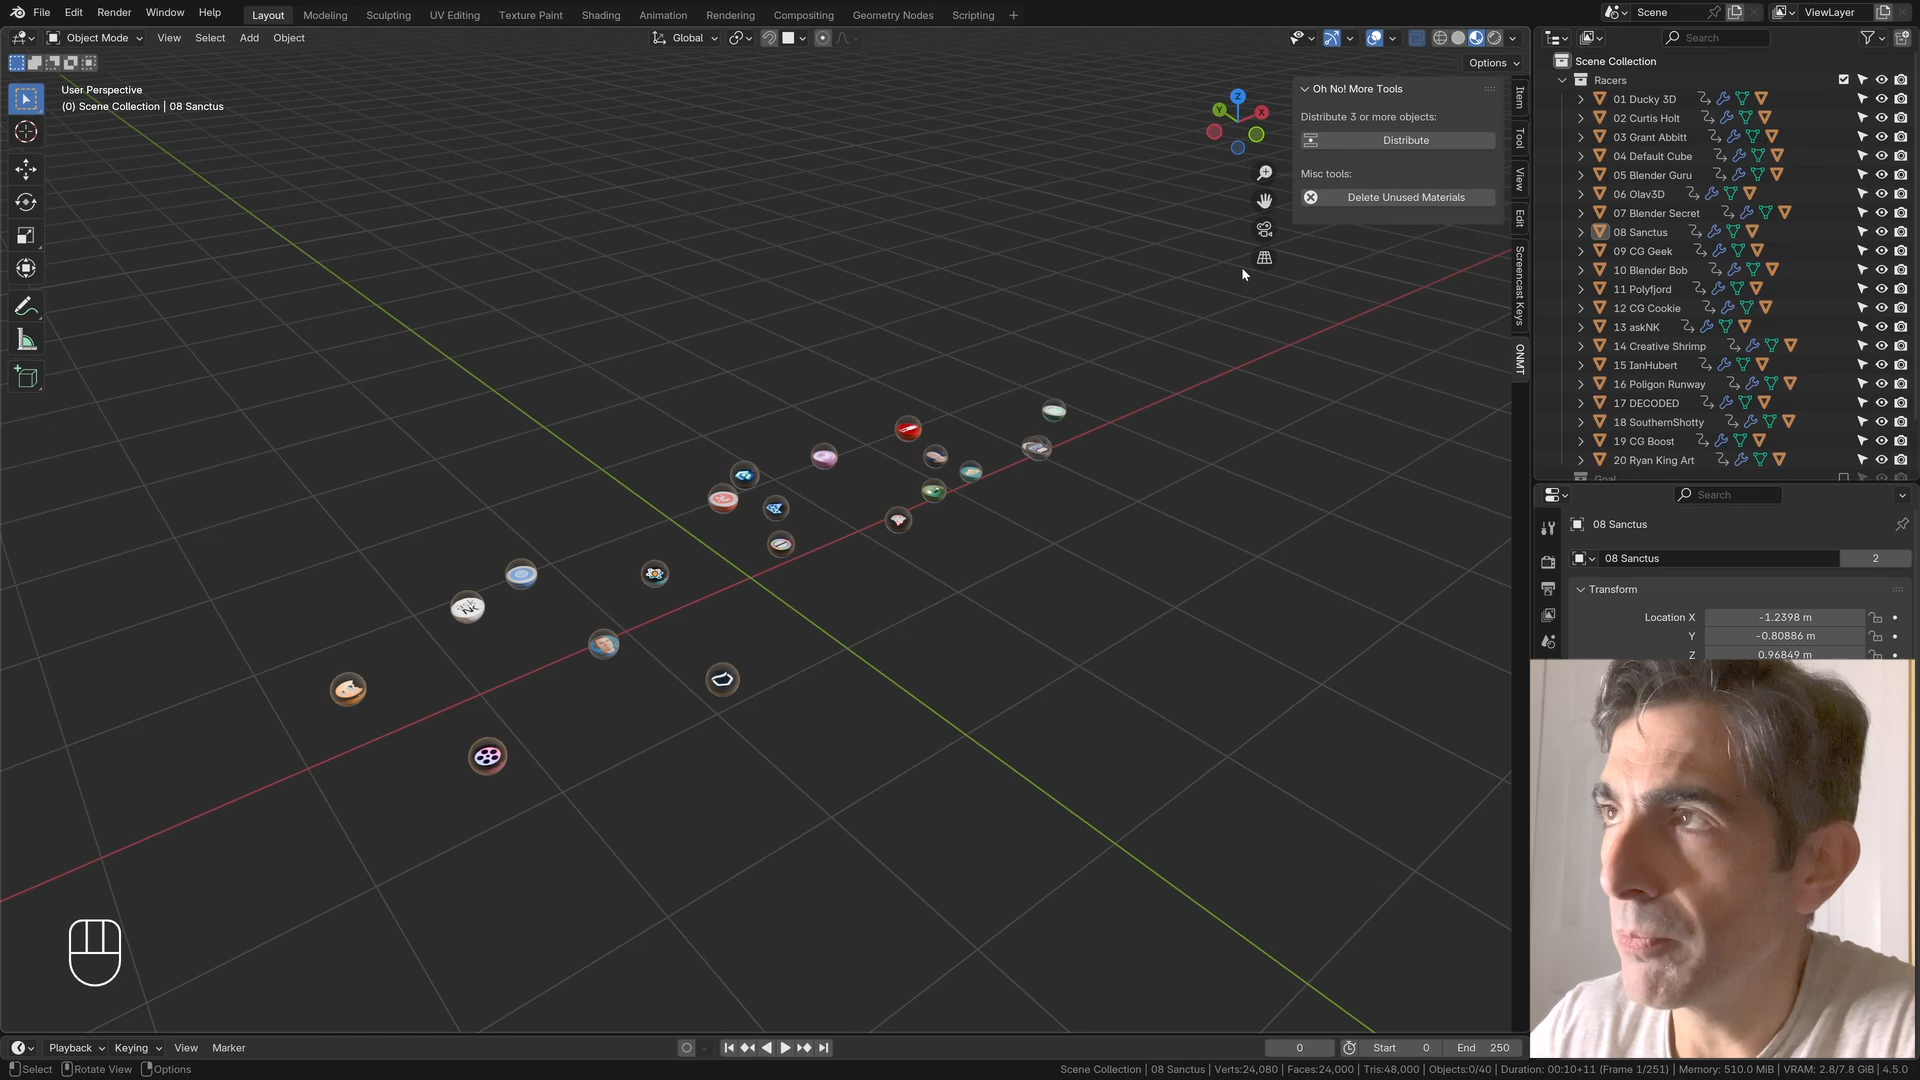 File Edit Render Window Help Layout Modeling Sculpting UV Editing Texture Paint Shading Animation Rendering Compositing Geometry Nodes Scripting + Scene ViewLayer
Object Mode View Select Add Object Global Search
Options
User Perspective
(0) Scene Collection | 08 Sanctus
Z
Y
X
Oh No! More Tools
Distribute 3 or more objects:
Distribute
Misc tools:
Delete Unused Materials
Item
Tool
View
Edit
Screencast Keys
ONMT
Scene Collection
Racers
01 Ducky 3D
02 Curtis Holt
03 Grant Abbitt
04 Default Cube
05 Blender Guru
06 Olav3D
07 Blender Secret
08 Sanctus
09 CG Geek
10 Blender Bob
11 Polyfjord
12 CG Cookie
13 askNK
14 Creative Shrimp
15 IanHubert
16 Poligon Runway
17 DECODED
18 SouthernShotty
19 CG Boost
20 Ryan King Art
Goal
Search
08 Sanctus
08 Sanctus 2
Transform
Location X -1.2398 m
Y -0.80886 m
Z 0.96849 m
ask
NK
Playback Keying View Marker 0 Start 0 End 250
Select Rotate View Options Scene Collection | 08 Sanctus | Verts:24,080 | Faces:24,000 | Tris:48,000 | Objects:0/40 | Duration: 00:10+11 (Frame 1/251) | Memory: 510.0 MiB | VRAM: 2.8/7.8 GiB | 4.5.0